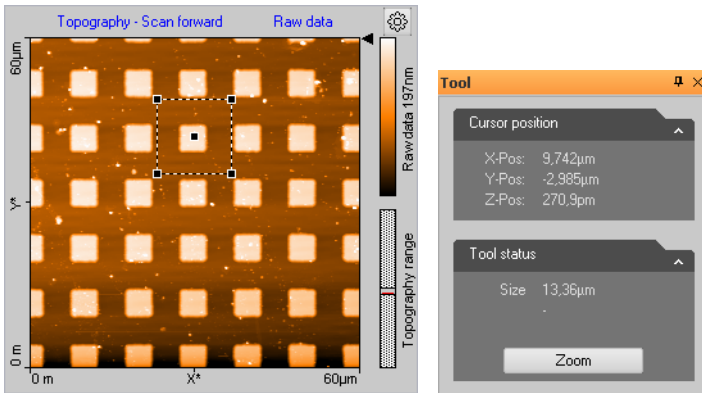 Topography - Scan forward Raw data
60µm
Y*
0 m
0 m X* 60µm
Raw data 197nm
Topography range
Tool
Cursor position
X-Pos: 9,742µm
Y-Pos: -2,985µm
Z-Pos: 270,9pm
Tool status
Size 13,36µm
-
Zoom